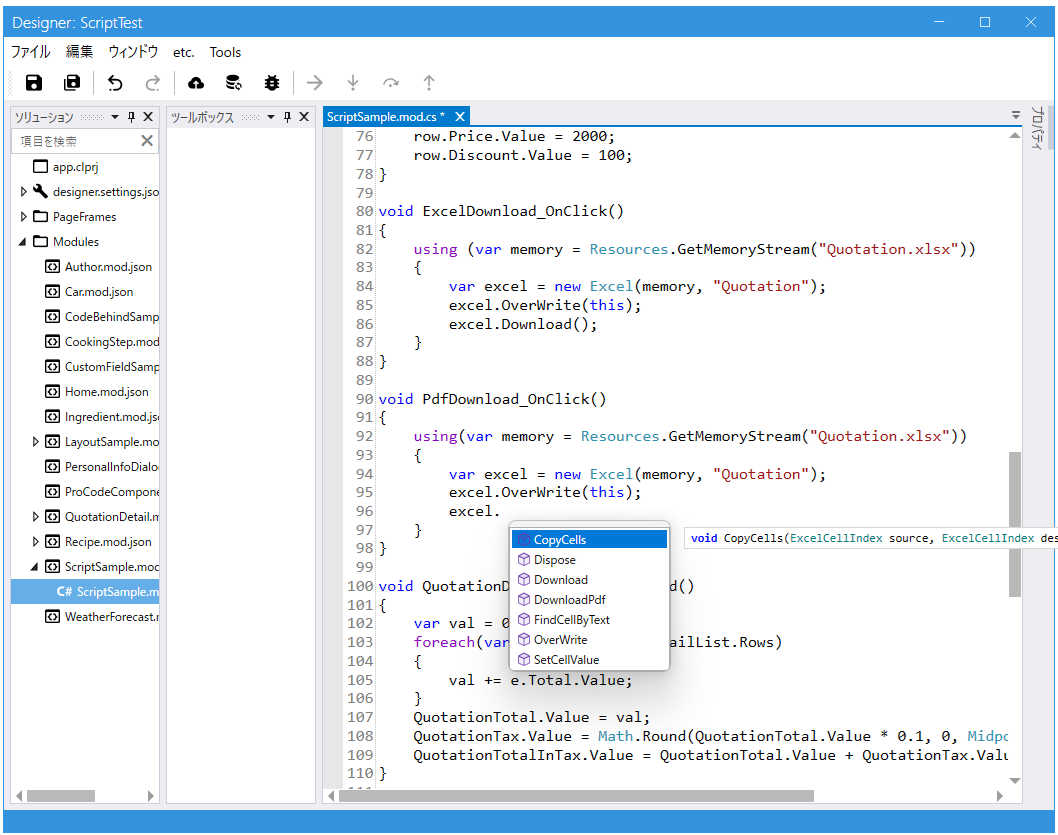 Designer: ScriptTest
ファイル 編集 ウィンドウ etc. Tools
ソリューション
項目を検索
app.clprj
designer.settings.jso
PageFrames
Modules
Author.mod.json
Car.mod.json
CodeBehindSamp
CookingStep.mod
CustomFieldSamp
Home.mod.json
Ingredient.mod.js
LayoutSample.mo
PersonalInfoDialo
ProCodeCompone
QuotationDetail.m
Recipe.mod.json
ScriptSample.mod
C# ScriptSample.m
WeatherForecast.r
ツールボックス
ScriptSample.mod.cs *
76 row.Price.Value = 2000;
77 row.Discount.Value = 100;
78 }
79
80 void ExcelDownload_OnClick()
81 {
82 using (var memory = Resources.GetMemoryStream("Quotation.xlsx"))
83 {
84 var excel = new Excel(memory, "Quotation");
85 excel.OverWrite(this);
86 excel.Download();
87 }
88 }
89
90 void PdfDownload_OnClick()
91 {
92 using(var memory = Resources.GetMemoryStream("Quotation.xlsx"))
93 {
94 var excel = new Excel(memory, "Quotation");
95 excel.OverWrite(this);
96 excel.
97 }
98 }
99
100 void QuotationD d()
101 {
102 var val = 0
103 foreach(var ailList.Rows)
104 {
105 val += e.Total.Value;
106 }
107 QuotationTotal.Value = val;
108 QuotationTax.Value = Math.Round(QuotationTotal.Value * 0.1, 0, Midpo
109 QuotationTotalInTax.Value = QuotationTotal.Value + QuotationTax.Valu
110 }
CopyCells
Dispose
Download
DownloadPdf
FindCellByText
OverWrite
SetCellValue
void CopyCells(ExcelCellIndex source, ExcelCellIndex des
プロパティ